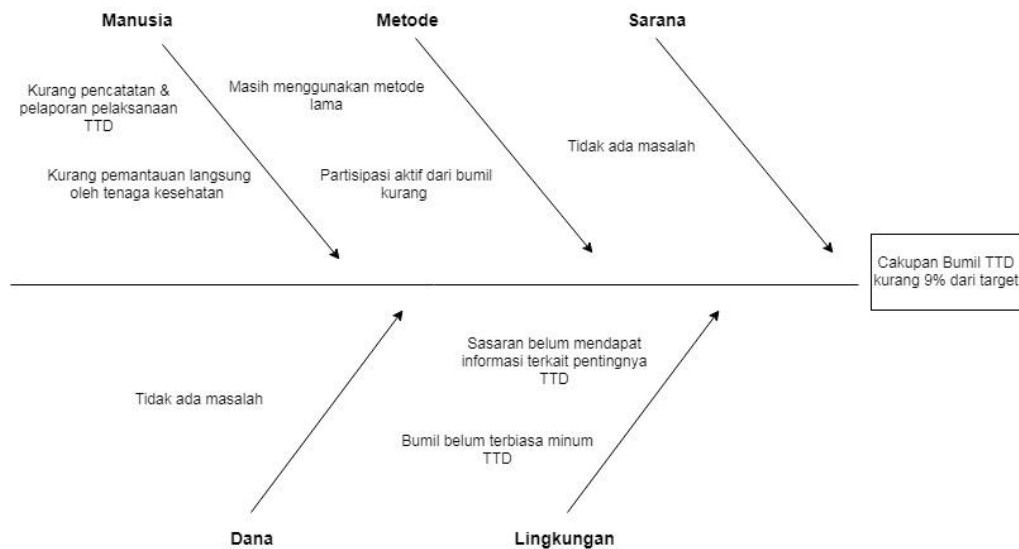 Manusia
Metode
Sarana
Kurang pencatatan &
pelaporan pelaksanaan
TTD
Masih menggunakan metode
lama
Kurang pemantauan langsung
oleh tenaga kesehatan
Partisipasi aktif dari bumil
kurang
Tidak ada masalah
Cakupan Bumil TTD
kurang 9% dari target
Tidak ada masalah
Sasaran belum mendapat
informasi terkait pentingnya
TTD
Bumil belum terbiasa minum
TTD
Dana
Lingkungan